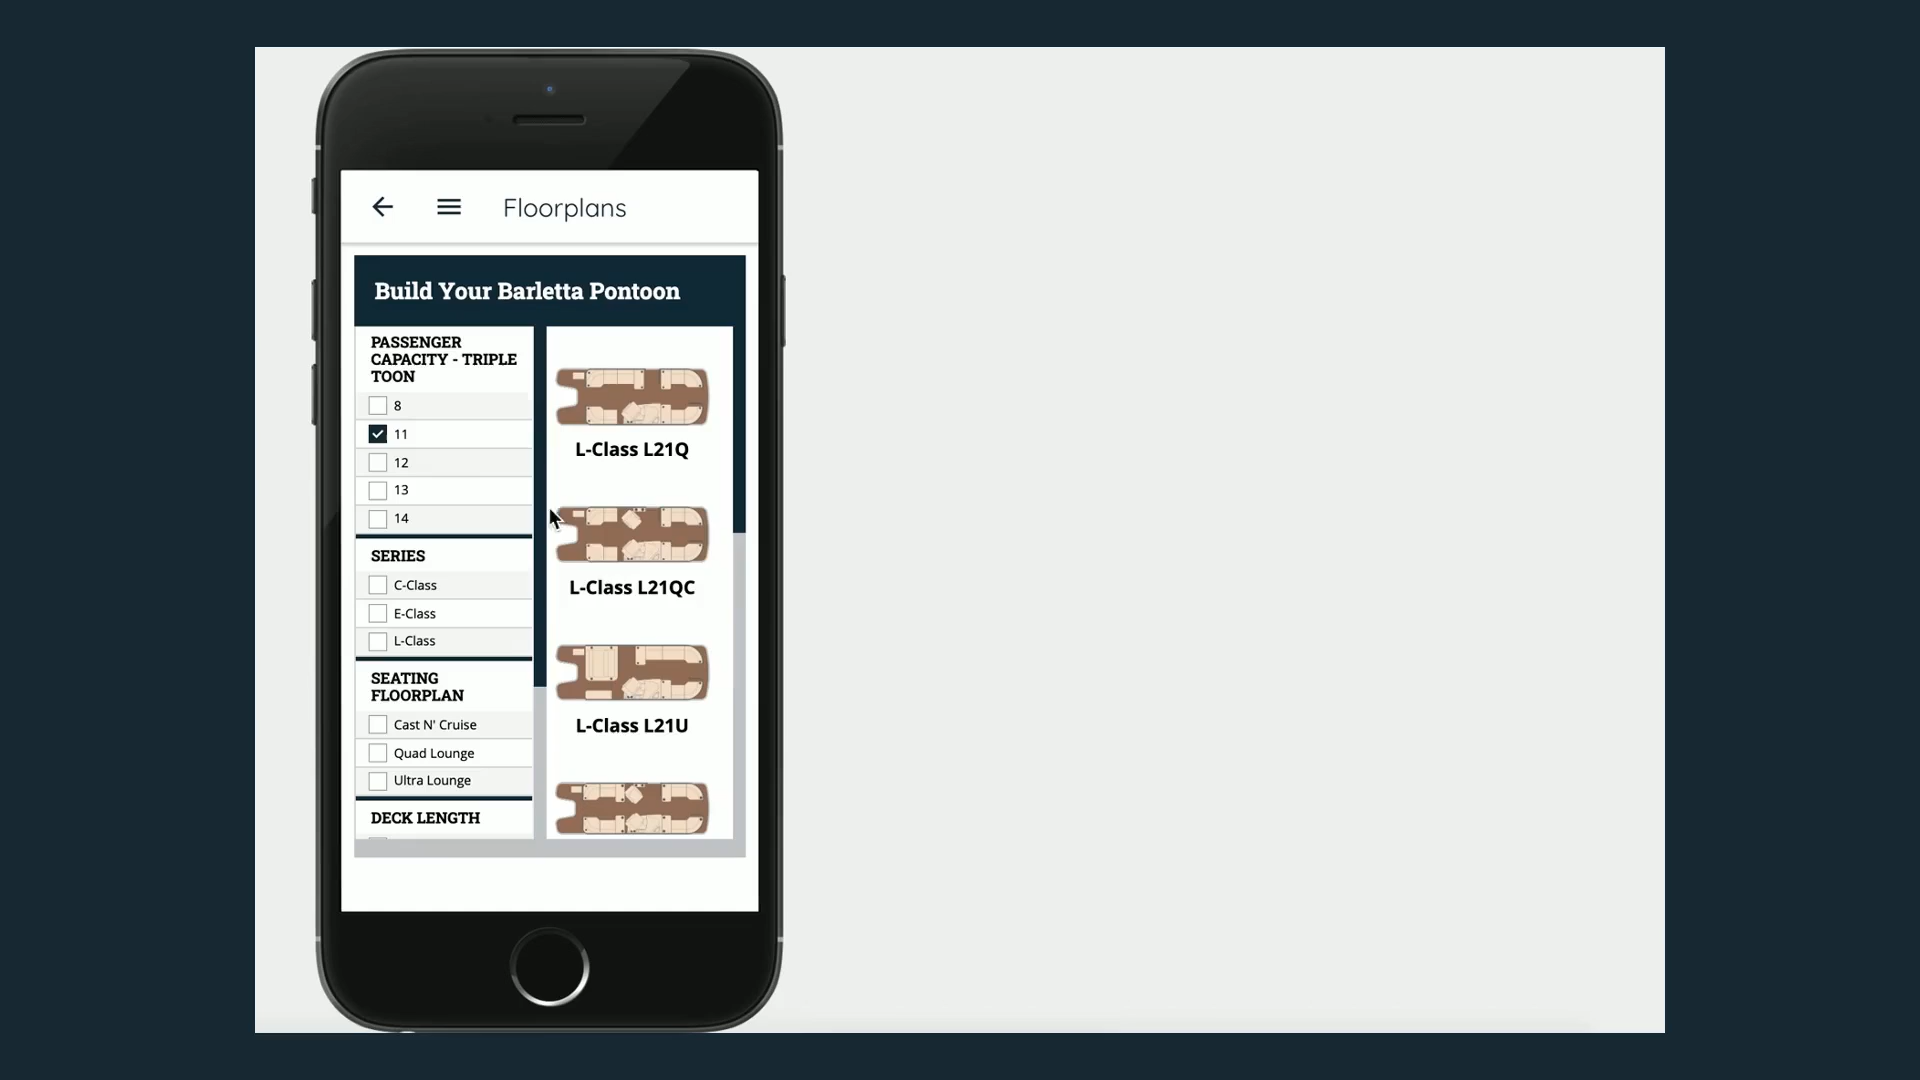 Floorplans
Build Your Barletta Pontoon
PASSENGER
CAPACITY - TRIPLE
TOON
8
11
12
13
14
SERIES
C-Class
E-Class
L-Class
SEATING
FLOORPLAN
Cast N' Cruise
Quad Lounge
Ultra Lounge
DECK LENGTH
L-Class L21Q
L-Class L21QC
L-Class L21U